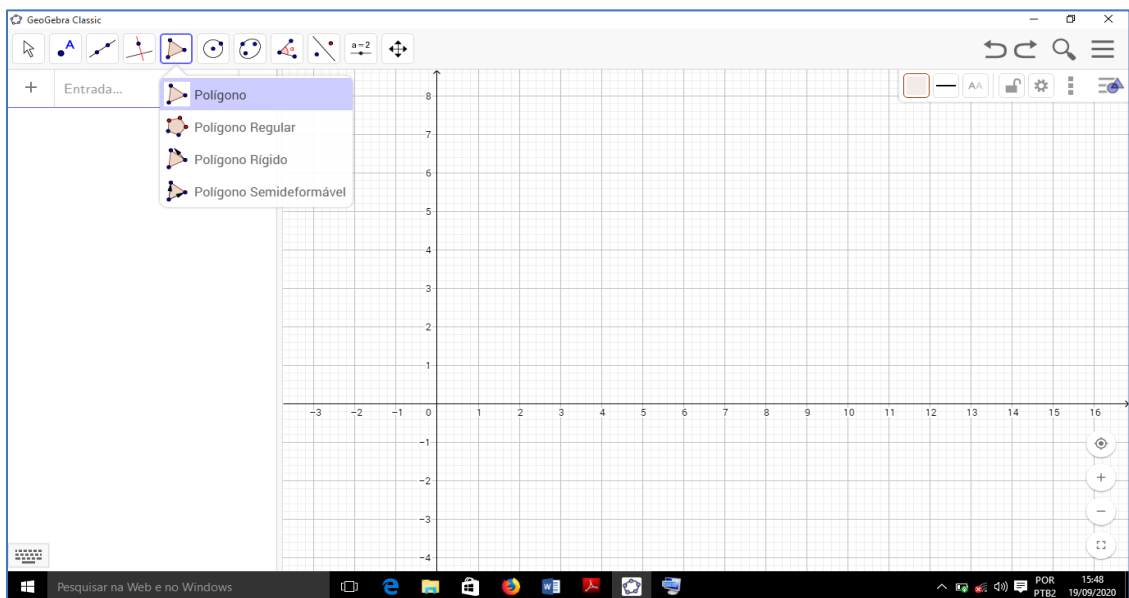 GeoGebra Classic
A
a = 2
Entrada...
AA
Polígono
Polígono Regular
Polígono Rígido
Polígono Semideformável
8
7
6
5
4
3
2
1
−3 −2 −1 0 1 2 3 4 5 6 7 8 9 10 11 12 13 14 15 16
−1
−2
−3
−4
Pesquisar na Web e no Windows
POR 15:48
PTB2 19/09/2020